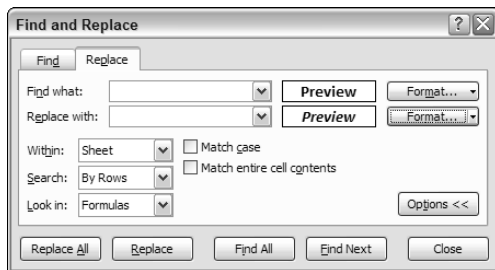 Find and Replace
Find Replace
Find what: Preview Format...
Replace with: Preview Format...
Within: Sheet Match case
Match entire cell contents
Search: By Rows
Look in: Formulas Options <<
Replace All Replace Find All Find Next Close